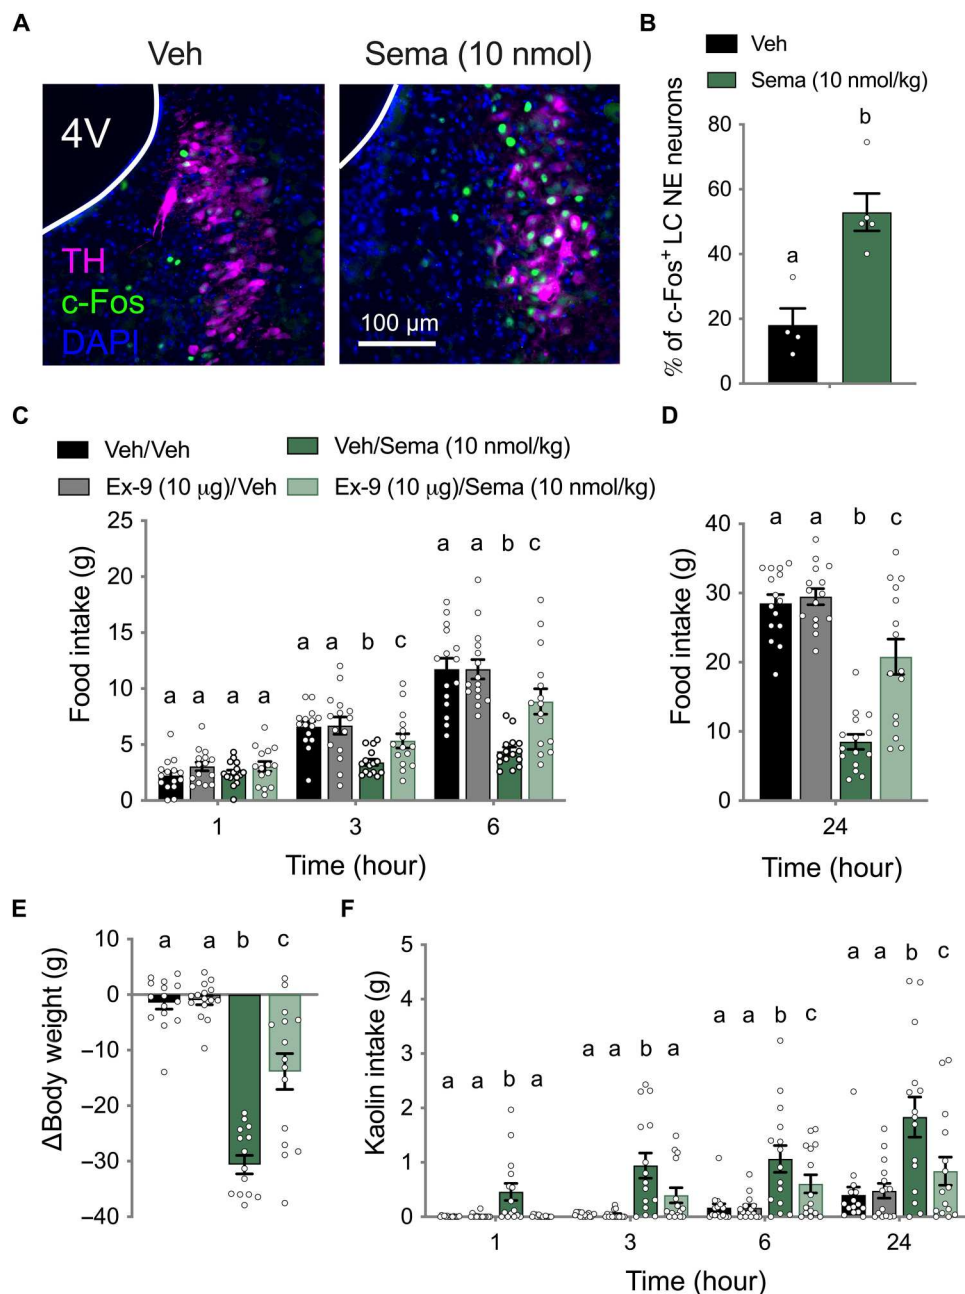 A
Veh
Sema (10 nmol)
4V
TH
c-Fos
DAPI
100 μm
B
Veh
Sema (10 nmol/kg)
% of c-Fos⁺ LC NE neurons
80
60
40
20
0
a
b
C
Veh/Veh
Veh/Sema (10 nmol/kg)
Ex-9 (10 μg)/Veh
Ex-9 (10 μg)/Sema (10 nmol/kg)
Food intake (g)
25
20
15
10
5
0
a a a a
a a b c
a a b c
1 3 6
Time (hour)
D
Food intake (g)
40
30
20
10
0
a a b c
24
Time (hour)
E
ΔBody weight (g)
10
0
−10
−20
−30
−40
a a b c
F
Kaolin intake (g)
5
4
3
2
1
0
a a b a
a a b a
a a b c
a a b c
1 3 6 24
Time (hour)